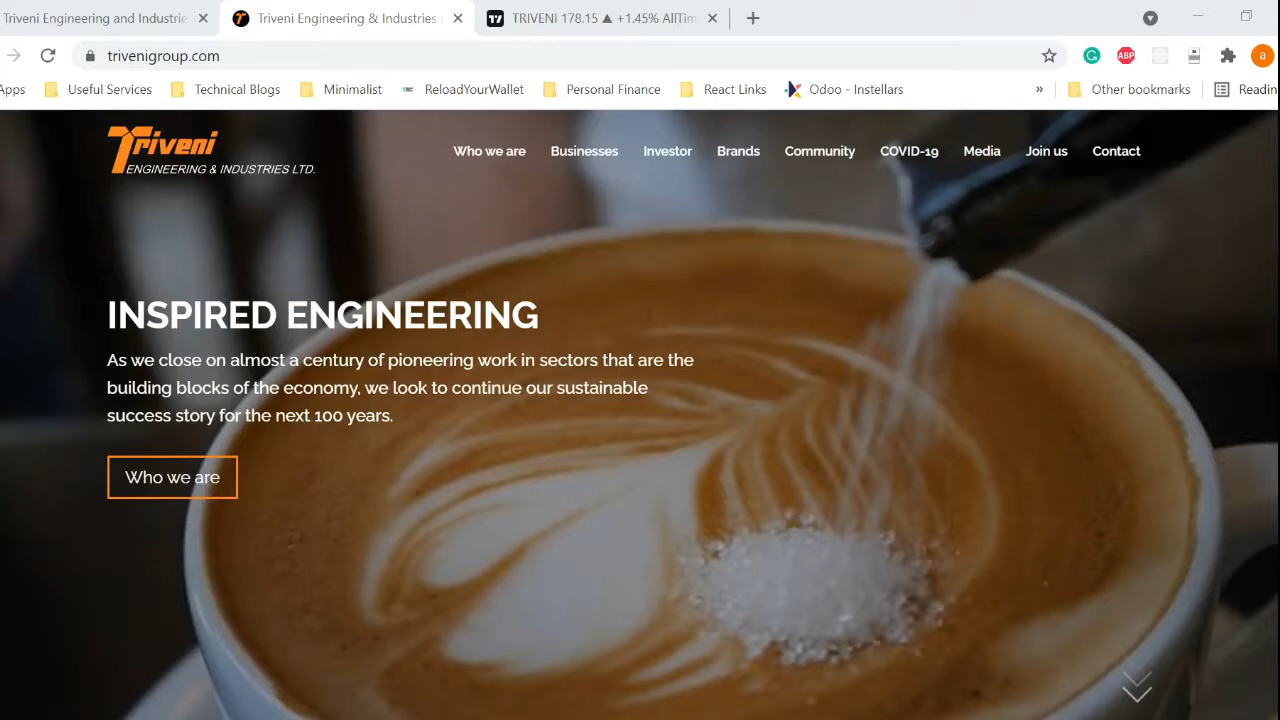 Triveni Engineering and Industrie
Triveni Engineering & Industries
TRIVENI 178.15 ▲ +1.45% AllTim
trivenigroup.com
ABP
a
Apps
Useful Services
Technical Blogs
Minimalist
ReloadYourWallet
Personal Finance
React Links
Odoo - Instellars
»
Other bookmarks
Readin
Triveni
ENGINEERING & INDUSTRIES LTD.
Who we are
Businesses
Investor
Brands
Community
COVID-19
Media
Join us
Contact
INSPIRED ENGINEERING
As we close on almost a century of pioneering work in sectors that are the
building blocks of the economy, we look to continue our sustainable
success story for the next 100 years.
Who we are